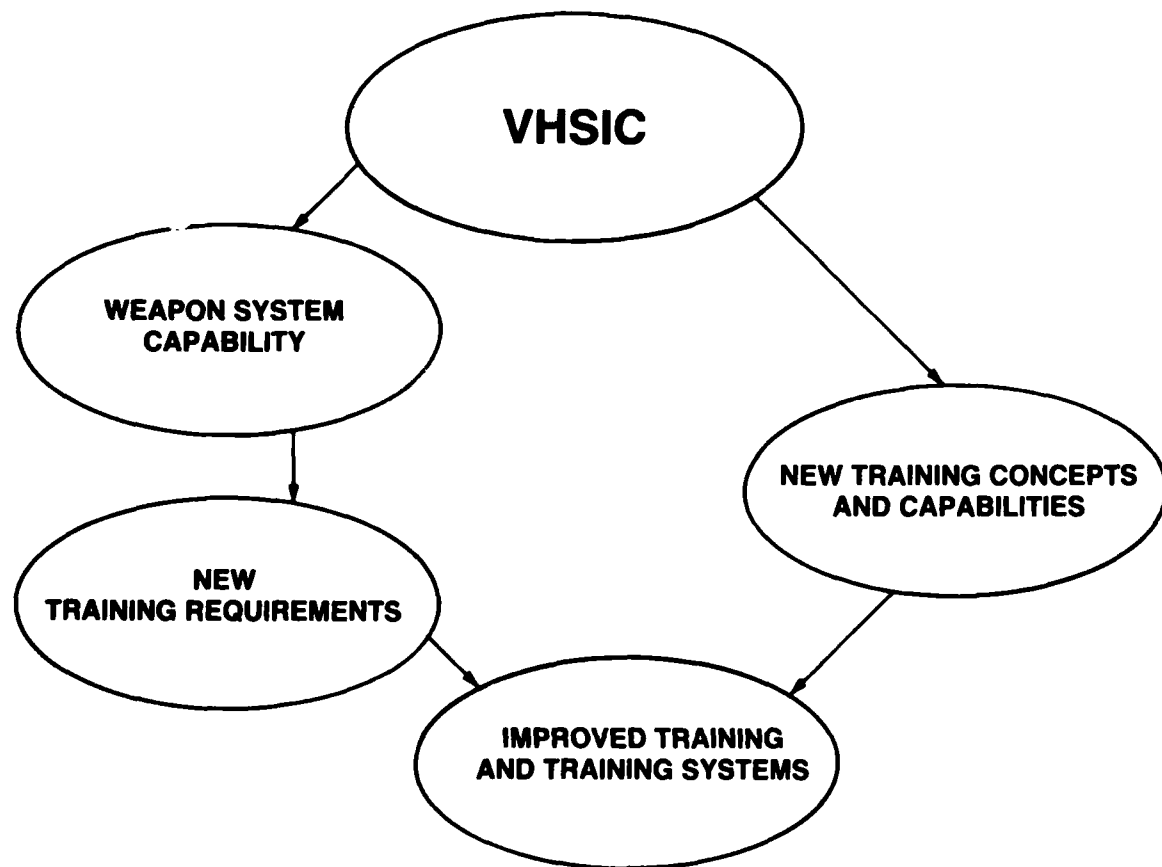 VHSIC
WEAPON SYSTEM
CAPABILITY
NEW TRAINING CONCEPTS
AND CAPABILITIES
NEW
TRAINING REQUIREMENTS
IMPROVED TRAINING
AND TRAINING SYSTEMS